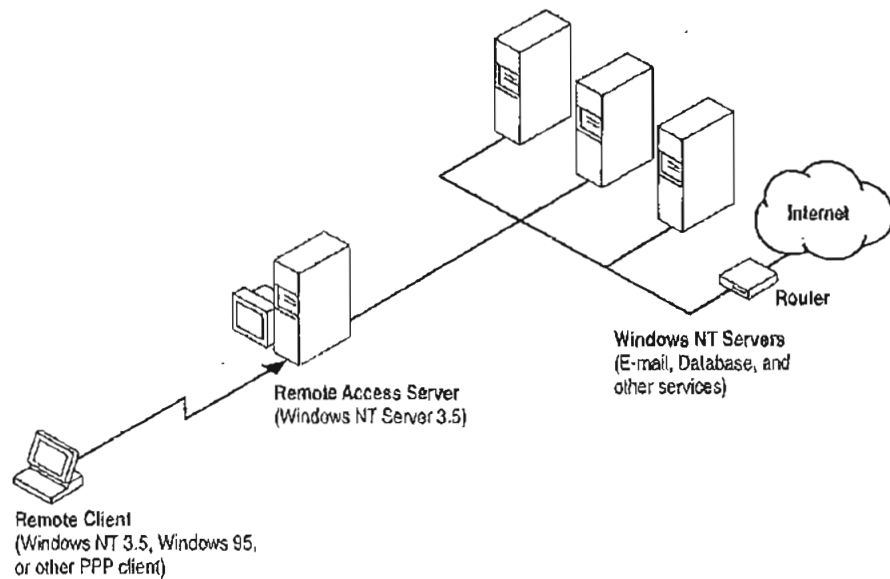 Internet
Router
Windows NT Servers
(E-mail, Database, and
other services)
Remote Access Server
(Windows NT Server 3.5)
Remote Client
(Windows NT 3.5, Windows 95,
or other PPP client)